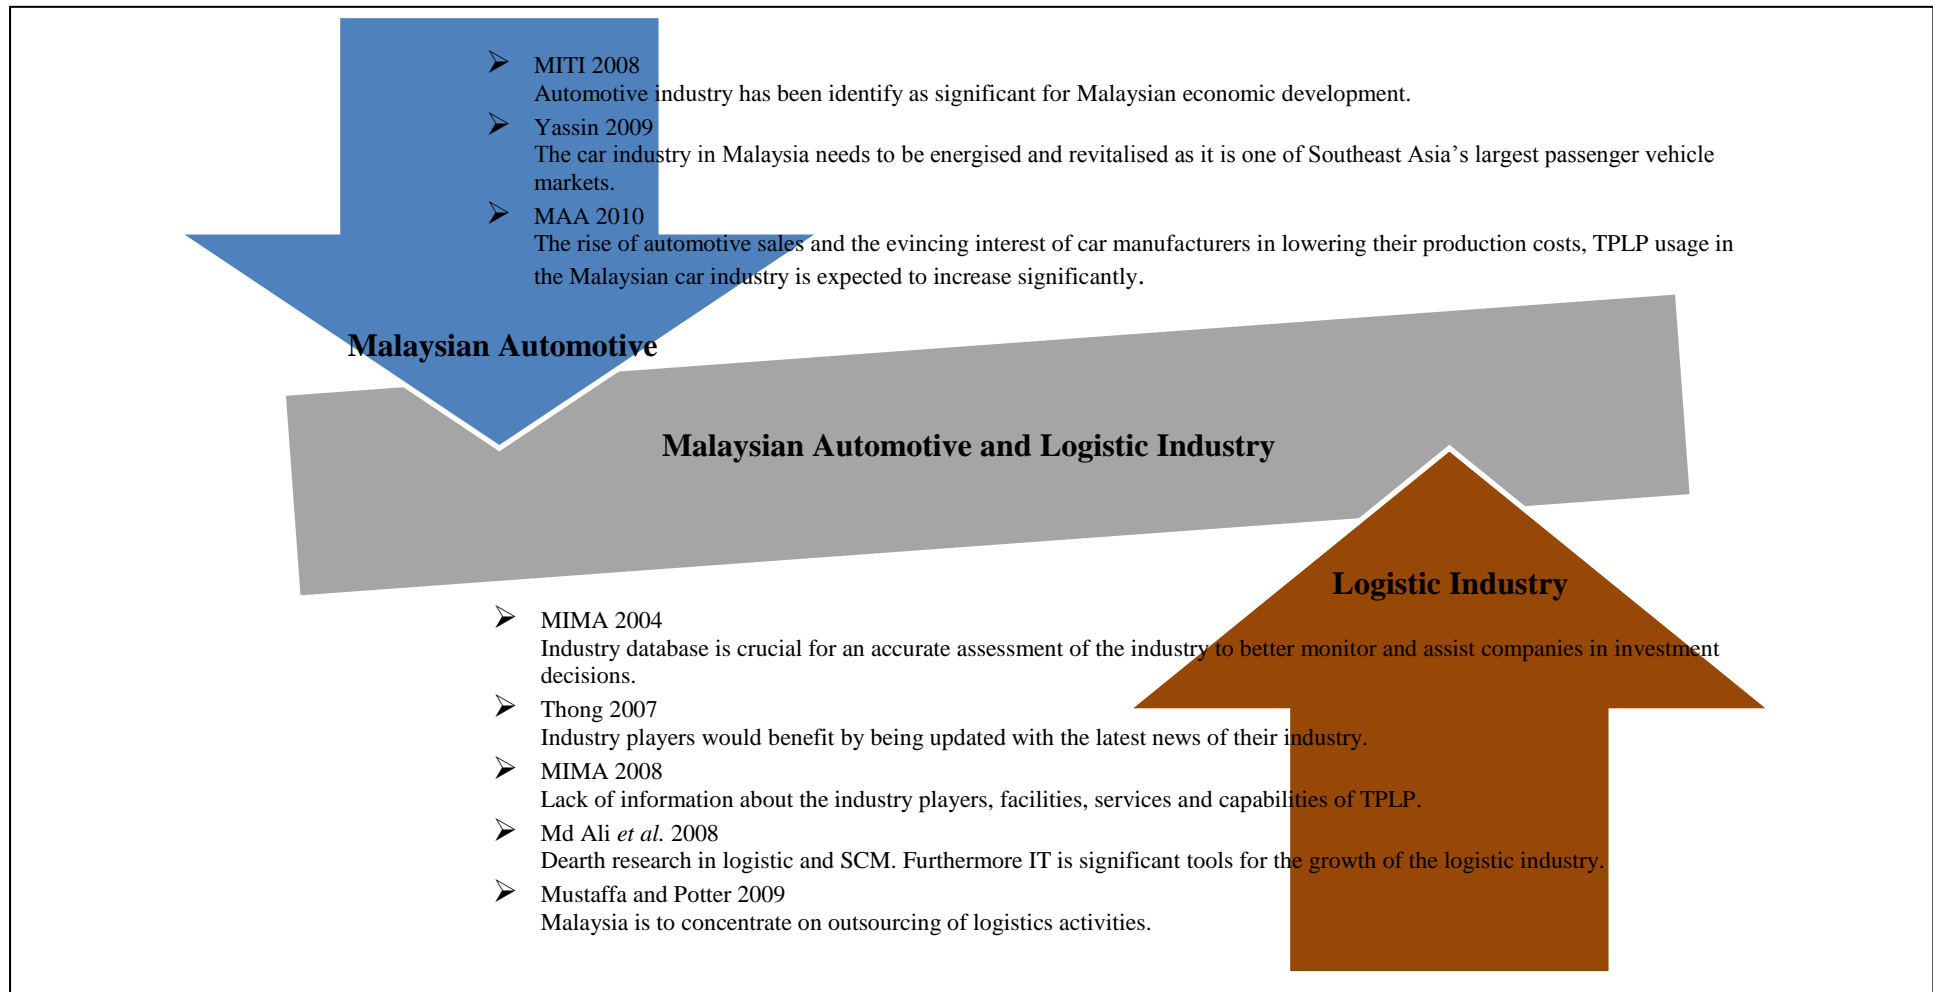 MITI 2008
Automotive industry has been identify as significant for Malaysian economic development.
Yassin 2009
The car industry in Malaysia needs to be energised and revitalised as it is one of Southeast Asia’s largest passenger vehicle
markets.
MAA 2010
The rise of automotive sales and the evincing interest of car manufacturers in lowering their production costs, TPLP usage in
the Malaysian car industry is expected to increase significantly.
Malaysian Automotive
Malaysian Automotive and Logistic Industry
Logistic Industry
MIMA 2004
Industry database is crucial for an accurate assessment of the industry to better monitor and assist companies in investment
decisions.
Thong 2007
Industry players would benefit by being updated with the latest news of their industry.
MIMA 2008
Lack of information about the industry players, facilities, services and capabilities of TPLP.
Md Ali et al. 2008
Dearth research in logistic and SCM. Furthermore IT is significant tools for the growth of the logistic industry.
Mustaffa and Potter 2009
Malaysia is to concentrate on outsourcing of logistics activities.